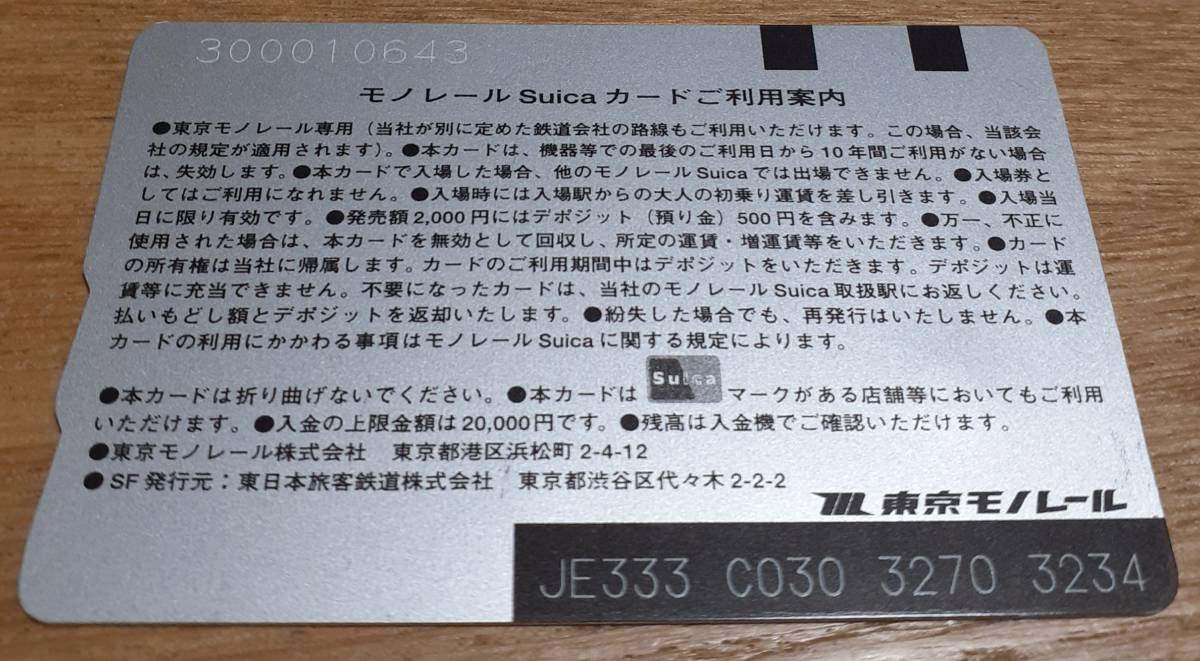 300010643
モノレール Suica カードご利用案内
●東京モノレール専用（当社が別に定めた鉄道会社の路線もご利用いただけます。この場合、当該会
社の規定が適用されます）。●本カードは、機器等での最後のご利用日から10年間ご利用がない場合
は、失効します。●本カードで入場した場合、他のモノレールSuicaでは出場できません。●入場券と
してはご利用になれません。●入場時には入場駅からの大人の初乗り運賃を差し引きます。●入場当
日に限り有効です。●発売額2,000円にはデポジット（預り金）500円を含みます。●万一、不正に
使用された場合は、本カードを無効として回収し、所定の運賃・増運賃等をいただきます。●カード
の所有権は当社に帰属します。カードのご利用期間中はデポジットをいただきます。デポジットは運
賃等に充当できません。不要になったカードは、当社のモノレールSuica取扱駅にお返しください。
払いもどし額とデポジットを返却いたします。●紛失した場合でも、再発行はいたしません。●本
カードの利用にかかわる事項はモノレールSuicaに関する規定によります。
●本カードは折り曲げないでください。●本カードは Suica マークがある店舗等においてもご利用
いただけます。●入金の上限金額は20,000円です。●残高は入金機でご確認いただけます。
●東京モノレール株式会社　東京都港区浜松町2-4-12
●SF発行元：東日本旅客鉄道株式会社　東京都渋谷区代々木2-2-2
東京モノレール
JE333 C030 3270 3234